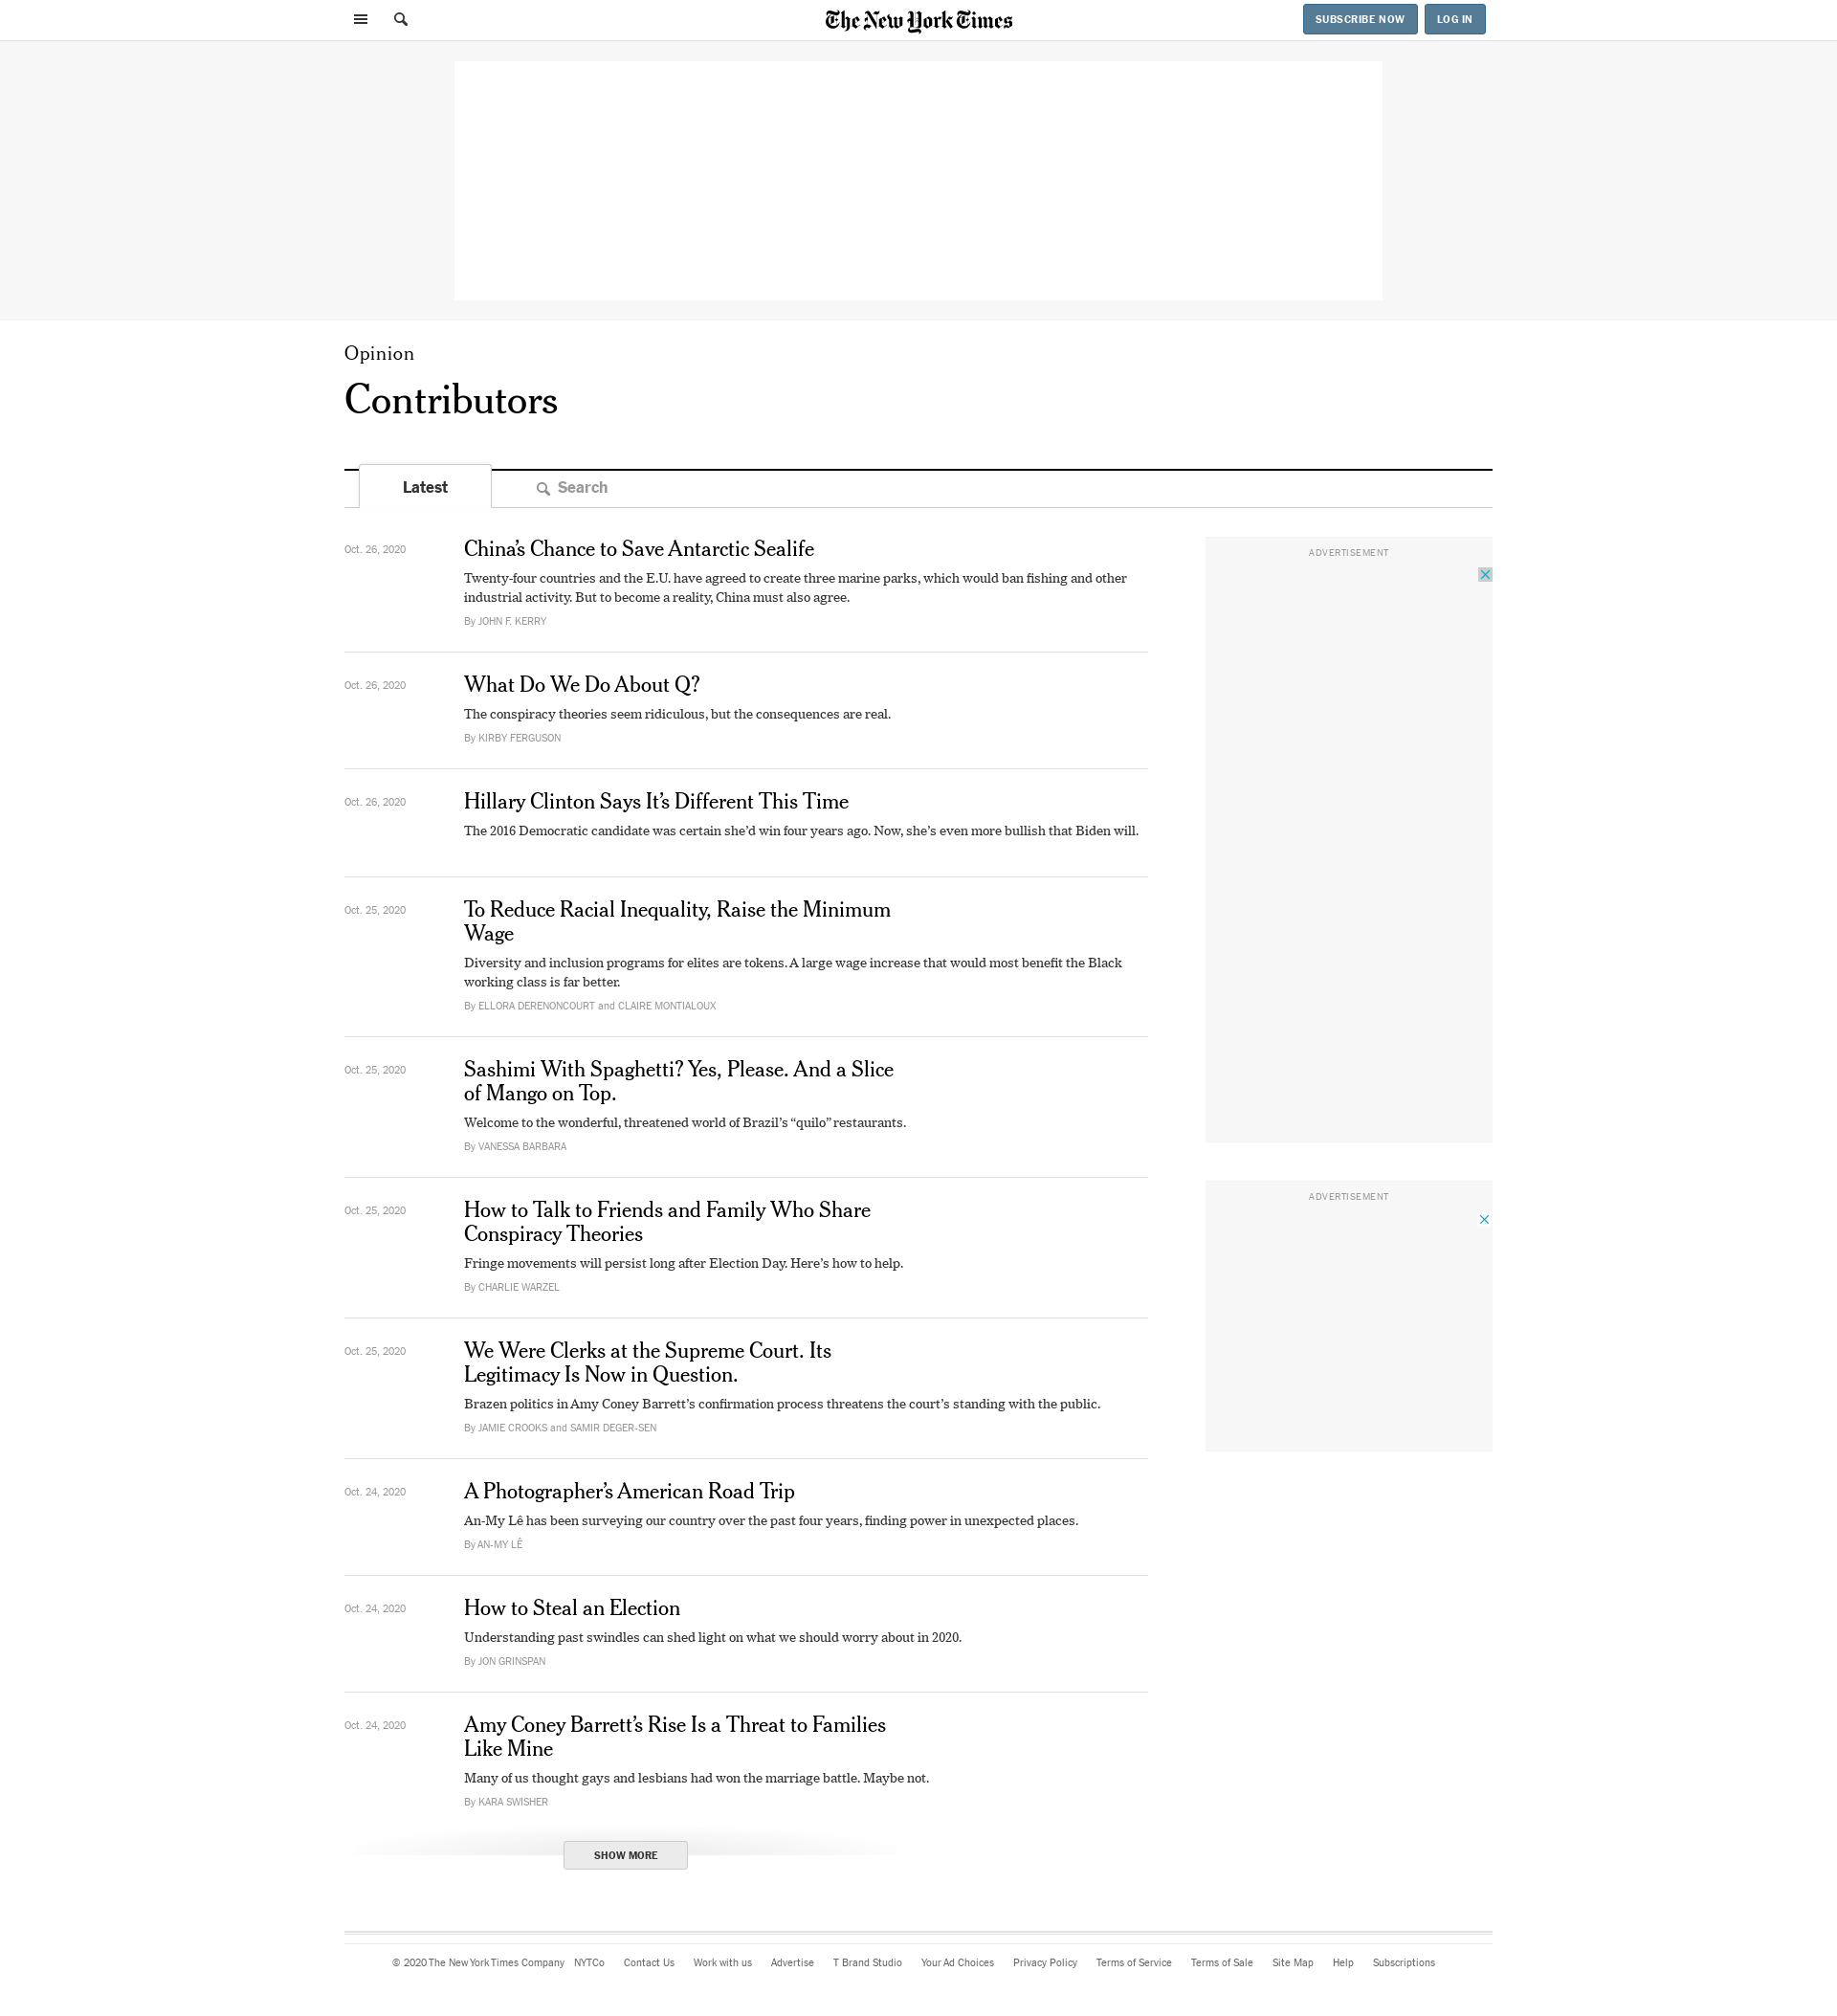 The New York Times
SUBSCRIBE NOW
LOG IN
Opinion
Contributors
Latest
Search
Oct. 26, 2020
China’s Chance to Save Antarctic Sealife
Twenty-four countries and the E.U. have agreed to create three marine parks, which would ban fishing and other
industrial activity. But to become a reality, China must also agree.
By JOHN F. KERRY
Oct. 26, 2020
What Do We Do About Q?
The conspiracy theories seem ridiculous, but the consequences are real.
By KIRBY FERGUSON
Oct. 26, 2020
Hillary Clinton Says It’s Different This Time
The 2016 Democratic candidate was certain she’d win four years ago. Now, she’s even more bullish that Biden will.
Oct. 25, 2020
To Reduce Racial Inequality, Raise the Minimum
Wage
Diversity and inclusion programs for elites are tokens. A large wage increase that would most benefit the Black
working class is far better.
By ELLORA DERENONCOURT and CLAIRE MONTIALOUX
Oct. 25, 2020
Sashimi With Spaghetti? Yes, Please. And a Slice
of Mango on Top.
Welcome to the wonderful, threatened world of Brazil’s “quilo” restaurants.
By VANESSA BARBARA
Oct. 25, 2020
How to Talk to Friends and Family Who Share
Conspiracy Theories
Fringe movements will persist long after Election Day. Here’s how to help.
By CHARLIE WARZEL
Oct. 25, 2020
We Were Clerks at the Supreme Court. Its
Legitimacy Is Now in Question.
Brazen politics in Amy Coney Barrett’s confirmation process threatens the court’s standing with the public.
By JAMIE CROOKS and SAMIR DEGER-SEN
Oct. 24, 2020
A Photographer’s American Road Trip
An-My Lê has been surveying our country over the past four years, finding power in unexpected places.
By AN-MY LÊ
Oct. 24, 2020
How to Steal an Election
Understanding past swindles can shed light on what we should worry about in 2020.
By JON GRINSPAN
Oct. 24, 2020
Amy Coney Barrett’s Rise Is a Threat to Families
Like Mine
Many of us thought gays and lesbians had won the marriage battle. Maybe not.
By KARA SWISHER
SHOW MORE
ADVERTISEMENT
ADVERTISEMENT
© 2020 The New York Times Company NYTCo Contact Us Work with us Advertise T Brand Studio Your Ad Choices Privacy Policy Terms of Service Terms of Sale Site Map Help Subscriptions